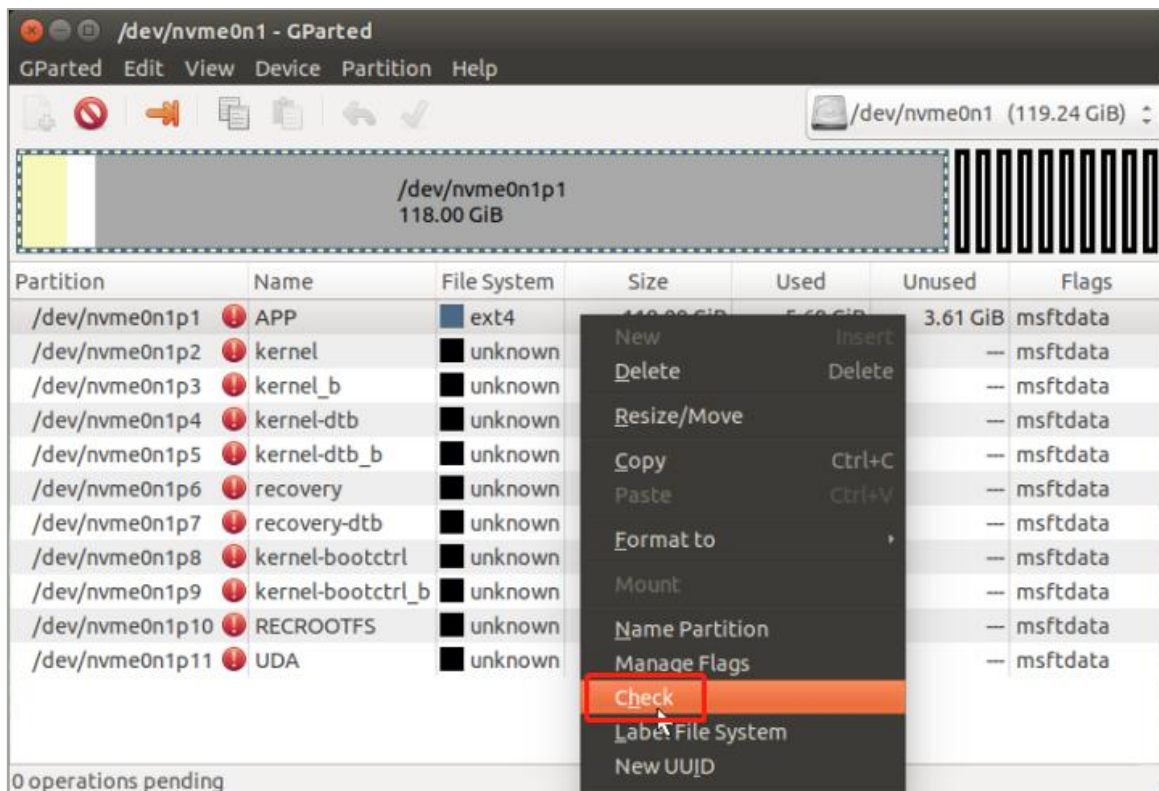 /dev/nvme0n1 - GParted
GParted Edit View Device Partition Help
/dev/nvme0n1 (119.24 GiB)
/dev/nvme0n1p1
118.00 GiB
Partition Name File System Size Used Unused Flags
/dev/nvme0n1p1 APP ext4 3.61 GiB msftdata
/dev/nvme0n1p2 kernel unknown --- msftdata
/dev/nvme0n1p3 kernel_b unknown --- msftdata
/dev/nvme0n1p4 kernel-dtb unknown --- msftdata
/dev/nvme0n1p5 kernel-dtb_b unknown --- msftdata
/dev/nvme0n1p6 recovery unknown --- msftdata
/dev/nvme0n1p7 recovery-dtb unknown --- msftdata
/dev/nvme0n1p8 kernel-bootctrl unknown --- msftdata
/dev/nvme0n1p9 kernel-bootctrl_b unknown --- msftdata
/dev/nvme0n1p10 RECROOTFS unknown --- msftdata
/dev/nvme0n1p11 UDA unknown --- msftdata
New Insert
Delete Delete
Resize/Move
Copy Ctrl+C
Paste Ctrl+V
Format to
Mount
Name Partition
Manage Flags
Check
Label File System
New UUID
0 operations pending